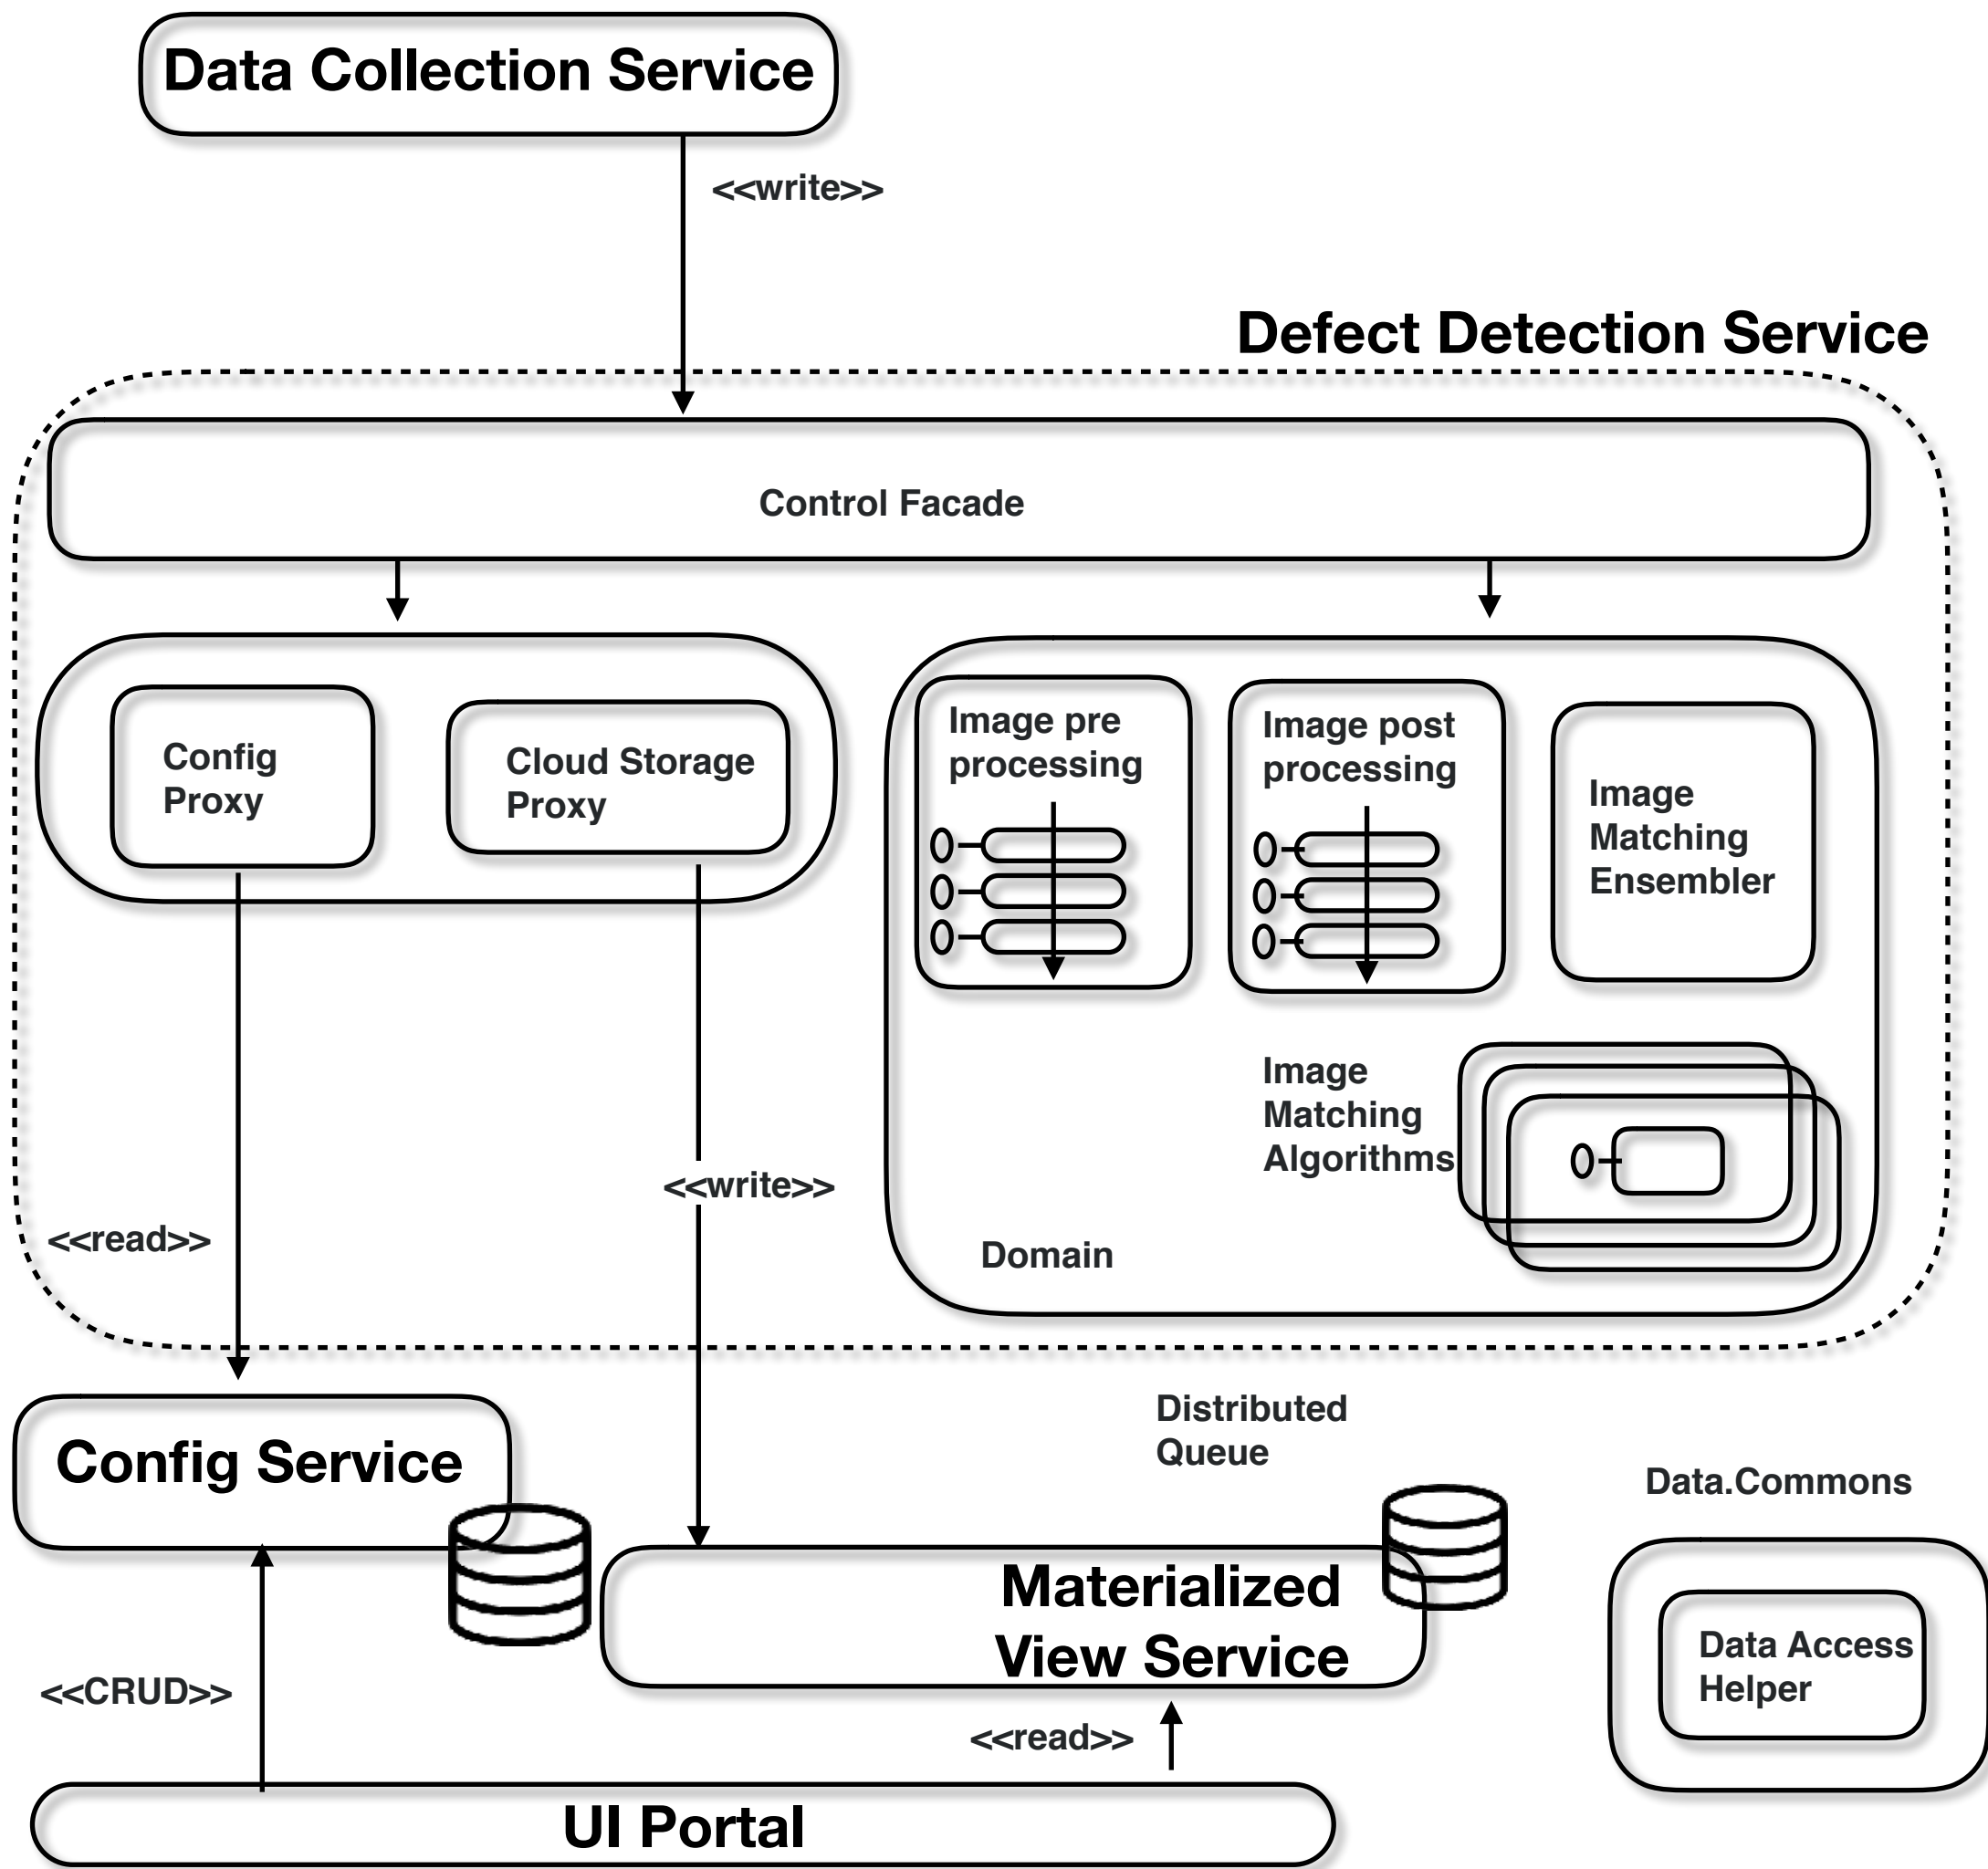 Data Collection Service
<<write>>
Defect Detection Service
Control Facade
Config
Proxy
Cloud Storage
Proxy
Image pre
processing
Image post
processing
Image
Matching
Ensembler
Image
Matching
Algorithms
<<write>>
<<read>>
Domain
Distributed
Queue
Config Service
Data.Commons
Materialized
View Service
Data Access
Helper
<<CRUD>>
<<read>>
UI Portal